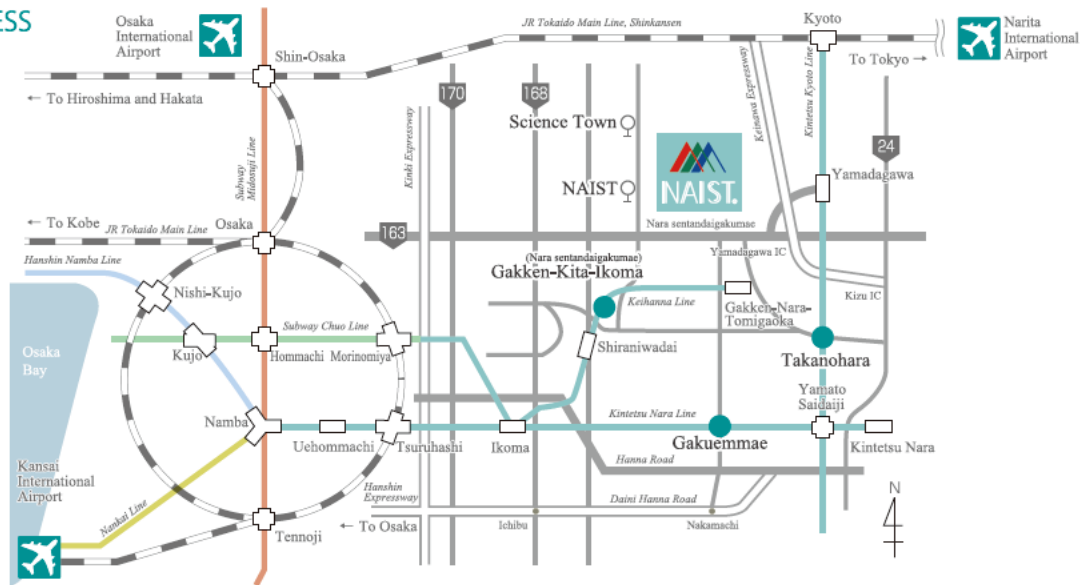 ESS
Osaka
International
Airport
JR Tokaido Main Line, Shinkansen
Kyoto
Narita
International
Airport
To Tokyo →
Shin-Osaka
← To Hiroshima and Hakata
170
168
Science Town
Keinawa Expressway
Kintetsu Kyoto Line
24
Kinki Expressway
Subway
Midosuji Line
NAIST
NAIST.
Yamadagawa
← To Kobe
JR Tokaido Main Line
Osaka
163
Nara sentandaigakumae
Yamadagawa IC
Hanshin Namba Line
(Nara sentandaigakumae)
Gakken-Kita-Ikoma
Nishi-Kujo
Keihanna Line
Kizu IC
Gakken-Nara-
Tomigaoka
Subway Chuo Line
Osaka
Bay
Kujo
Hommachi
Morinomiya
Shiraniwadai
Takanohara
Yamato
Saidaiji
Namba
Kintetsu Nara Line
Uehommachi
Tsuruhashi
Ikoma
Gakuemmae
Kintetsu Nara
Kansai
International
Airport
Hanna Road
Nankai Line
Hanshin
Expressway
Daini Hanna Road
N
← To Osaka
Ichibu
Nakamachi
Tennoji